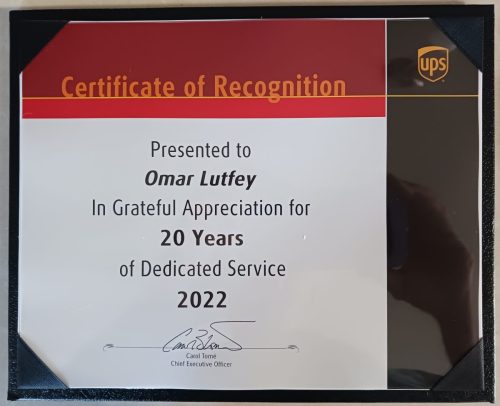 ups
Certificate of Recognition
Presented to
Omar Lutfey
In Grateful Appreciation for
20 Years
of Dedicated Service
2022
Carol Tomé
Chief Executive Officer